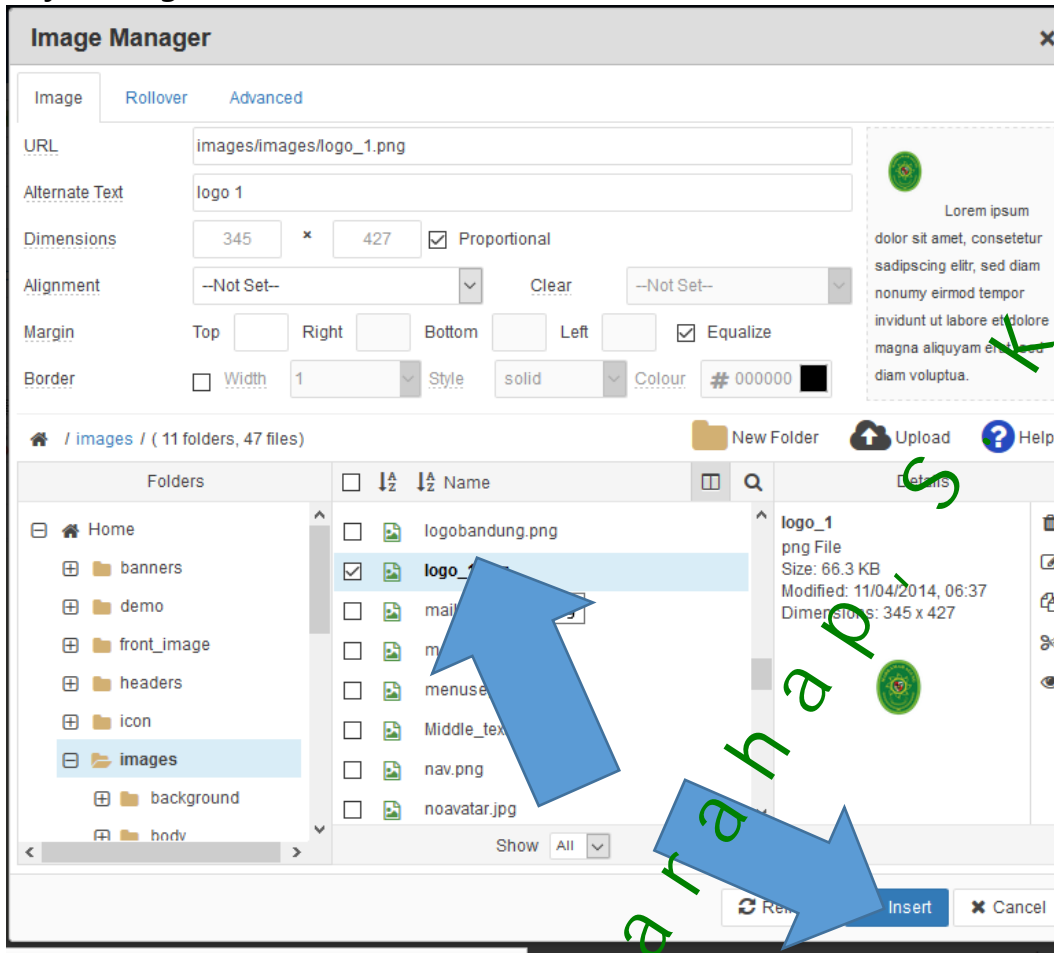 Image Manager
Image Rollover Advanced
URL images/images/logo_1.png
Alternate Text logo 1
Dimensions 345 × 427 Proportional
Alignment --Not Set-- Clear --Not Set--
Margin Top Right Bottom Left Equalize
Border Width 1 Style solid Colour # 000000
Lorem ipsum
dolor sit amet, consetetur
sadipscing elitr, sed diam
nonumy eirmod tempor
invidunt ut labore et dolore
magna aliquyam erat, sed
diam voluptua.
/ images / ( 11 folders, 47 files)
New Folder Upload Help
Folders Name Details
Home
banners
demo
front_image
headers
icon
images
background
body
logobandung.png
nav.png
noavatar.jpg
Show All
logo_1
png File
Size: 66.3 KB
Modified: 11/04/2014, 06:37
Dimensions: 345 x 427
Insert Cancel
a r a h a p , S . K